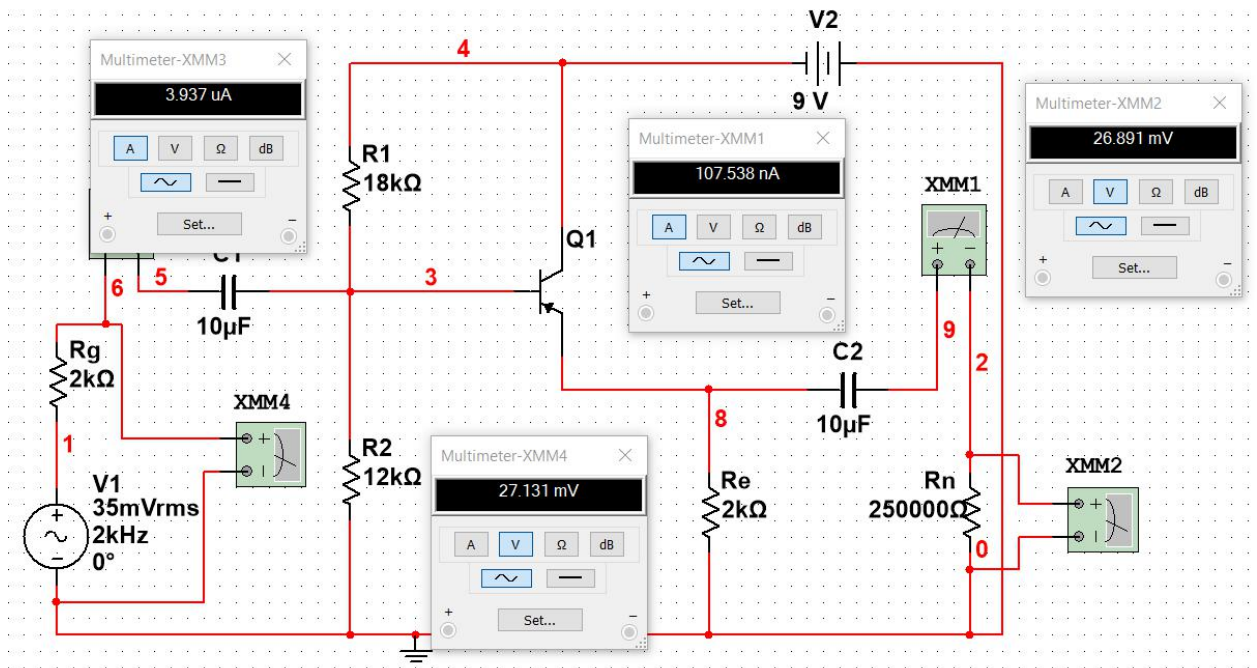 V2
4
Multimeter-XMM3
3.937 uA
A V Ω dB
+ Set... –
9 V
Multimeter-XMM2
26.891 mV
A V Ω dB
+ Set... –
Multimeter-XMM1
107.538 nA
A V Ω dB
+ Set... –
R1
18kΩ
XMM1
+ –
Q1
6
5
3
10µF
9
C2
10µF
2
8
Rg
2kΩ
XMM4
+
1
V1
35mVrms
2kHz
0°
+
–
R2
12kΩ
Multimeter-XMM4
27.131 mV
A V Ω dB
+ Set... –
Re
2kΩ
Rn
250000Ω
0
XMM2
+